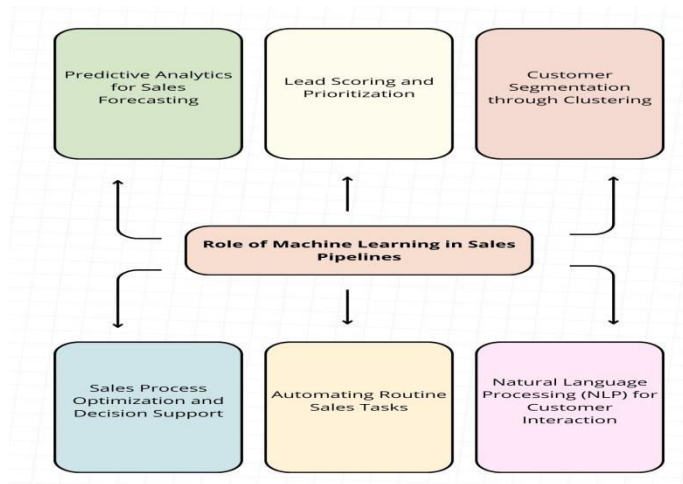 Predictive Analytics
for Sales
Forecasting
Lead Scoring and
Prioritization
Customer
Segmentation
through Clustering
Role of Machine Learning in Sales
Pipelines
Sales Process
Optimization and
Decision Support
Automating Routine
Sales Tasks
Natural Language
Processing (NLP) for
Customer
Interaction